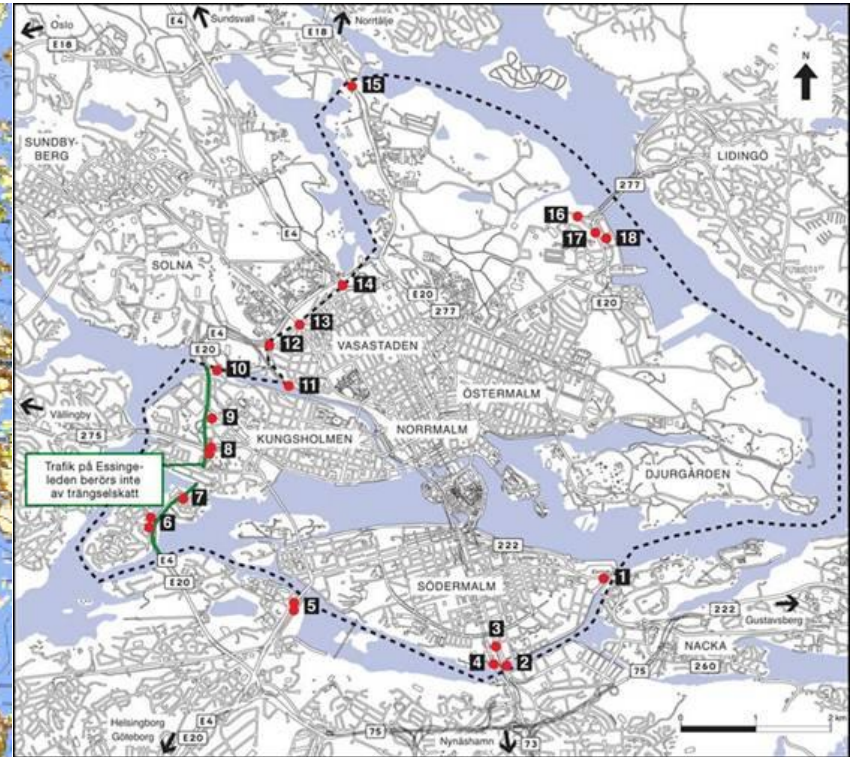 Oslo
E18
E4
Sundsvall
E18
Norrtälje
N
15
SUNDBY-
BERG
LIDINGÖ
277
16
17
18
E4
SOLNA
14
E20
277
E20
13
E4
12
VASASTADEN
E20
10
11
ÖSTERMALM
Vällingby
9
275
KUNGSHOLMEN
NORRMALM
8
Trafik på Essinge-
leden berörs inte
av trängselskatt
DJURGÅRDEN
7
6
222
E4
E20
SÖDERMALM
1
5
222
Gustavsberg
3
4
2
NACKA
75
260
Helsingborg
Göteborg
E4
E20
75
Nynäshamn
73
0
1
2 km